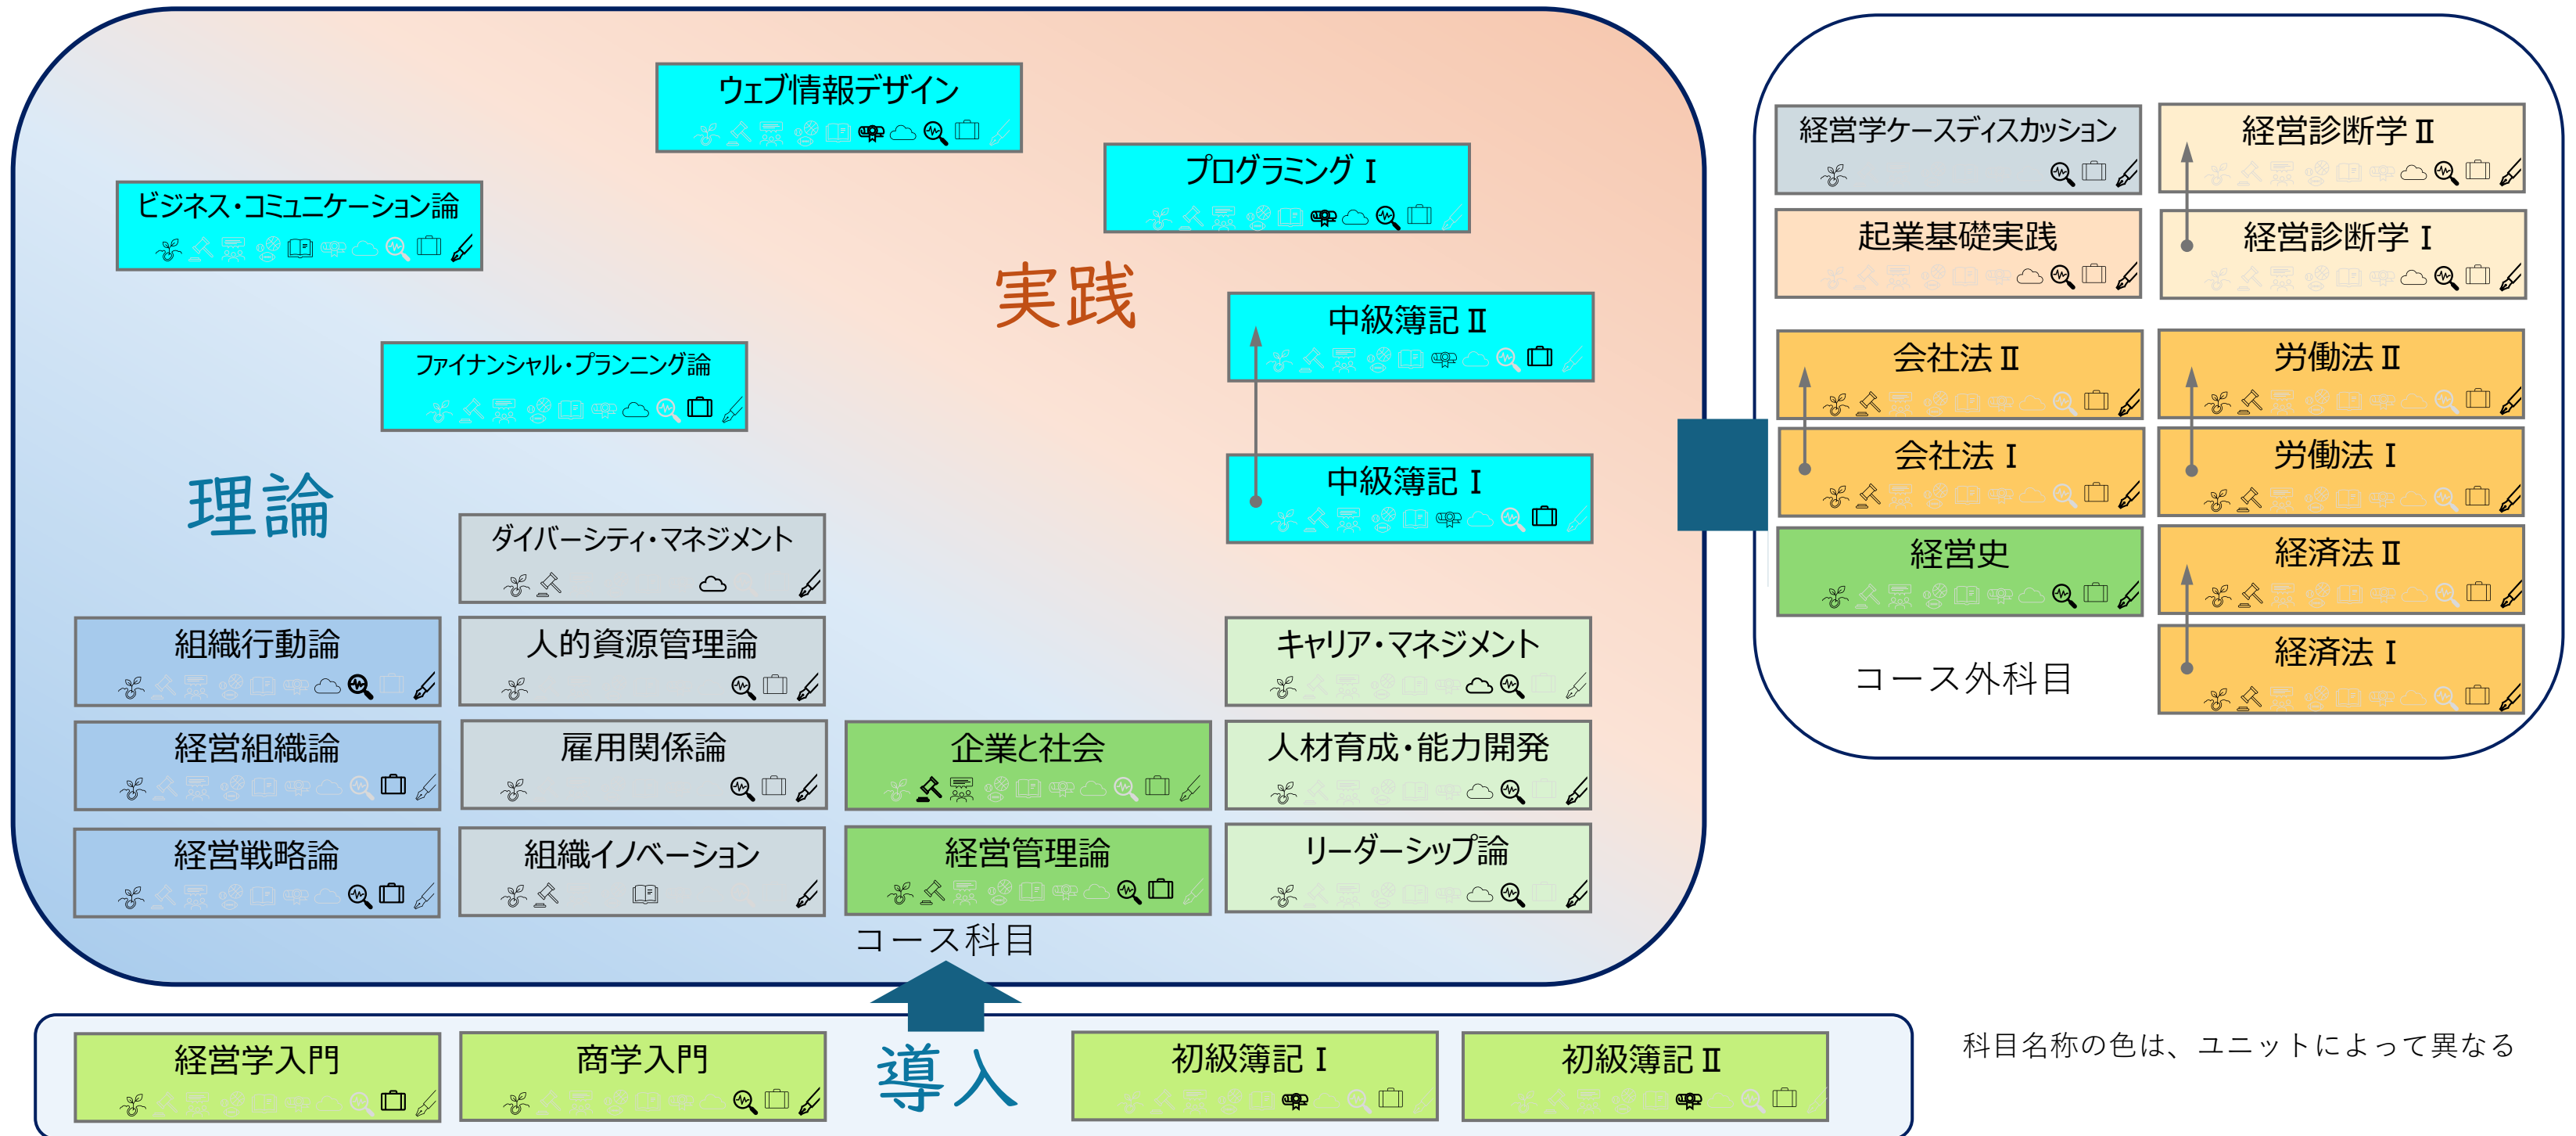 ウェブ情報デザイン
プログラミング Ⅰ
ビジネス・コミュニケーション論
実践
中級簿記 Ⅱ
ファイナンシャル・プランニング論
理論
中級簿記 Ⅰ
ダイバーシティ・マネジメント
組織行動論
人的資源管理論
キャリア・マネジメント
経営組織論
雇用関係論
企業と社会
人材育成・能力開発
経営戦略論
組織イノベーション
経営管理論
リーダーシップ論
コース科目
経営学ケースディスカッション
経営診断学 Ⅱ
起業基礎実践
経営診断学 Ⅰ
会社法 Ⅱ
労働法 Ⅱ
会社法 Ⅰ
労働法 Ⅰ
経営史
経済法 Ⅱ
経済法 Ⅰ
コース外科目
経営学入門
商学入門
導入
初級簿記 Ⅰ
初級簿記 Ⅱ
科目名称の色は、ユニットによって異なる